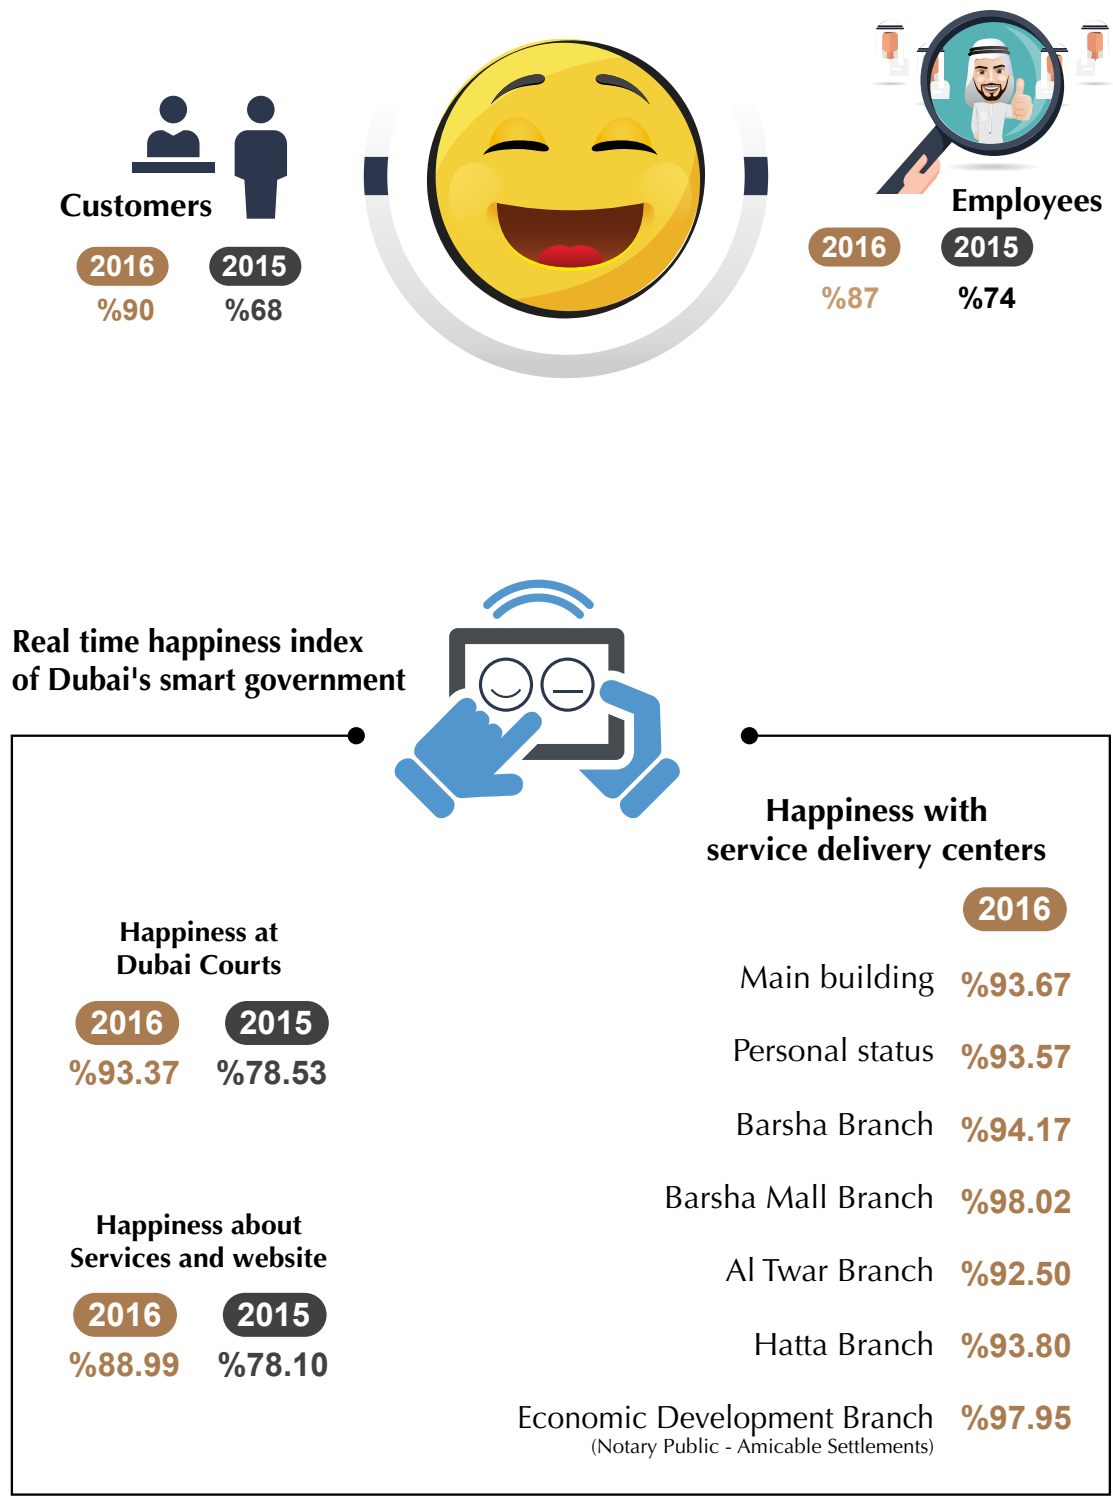 Customers
2016 2015
%90 %68
Employees
2016 2015
%87 %74
Real time happiness index
of Dubai's smart government
Happiness at
Dubai Courts
2016 2015
%93.37 %78.53
Happiness about
Services and website
2016 2015
%88.99 %78.10
Happiness with
service delivery centers
2016
Main building %93.67
Personal status %93.57
Barsha Branch %94.17
Barsha Mall Branch %98.02
Al Twar Branch %92.50
Hatta Branch %93.80
Economic Development Branch %97.95
(Notary Public - Amicable Settlements)